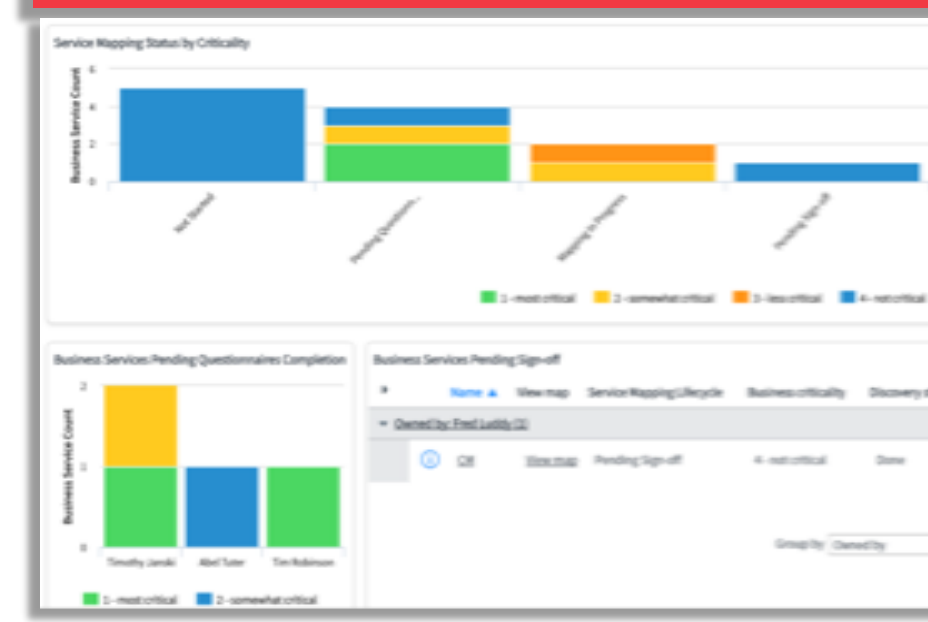 Service Mapping Status by Criticality
Business Service Count
6
4
2
0
Not Started
Pending Questionn...
Mapping In Progress
Pending Sign-off
1 - most critical 2 - somewhat critical 3 - less critical 4 - not critical
Business Services Pending Questionnaires Completion
Business Service Count
2
1
0
Timothy Janski Abel Tuter Tim Robinson
1 - most critical 2 - somewhat critical
Business Services Pending Sign-off
Name View map Service Mapping Lifecycle Business criticality Discovery
Owned by: Fred Luddy (1)
View map Pending Sign-off 4 - not critical Done
Group by Owned by